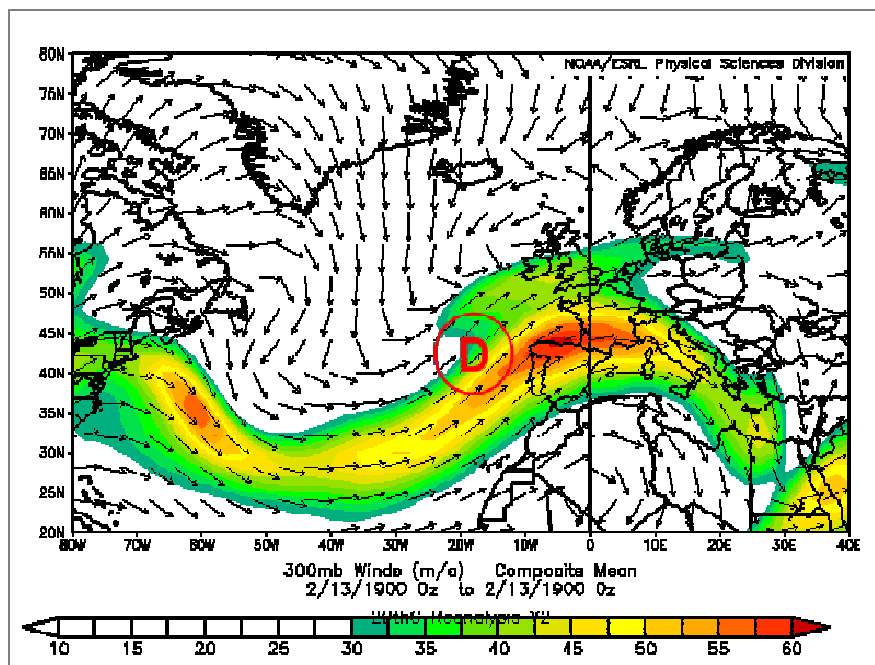 NOAA/ESRL Physical Sciences Division
80N
75N
70N
65N
60N
55N
50N
45N
40N
35N
30N
25N
20N
D
80W 70W 60W 50W 40W 30W 20W 10W 0 10E 20E 30E 40E
300mb Winds (m/s) Composite Mean
2/13/1900 0z to 2/13/1900 0z
10 15 20 25 30 35 40 45 50 55 60